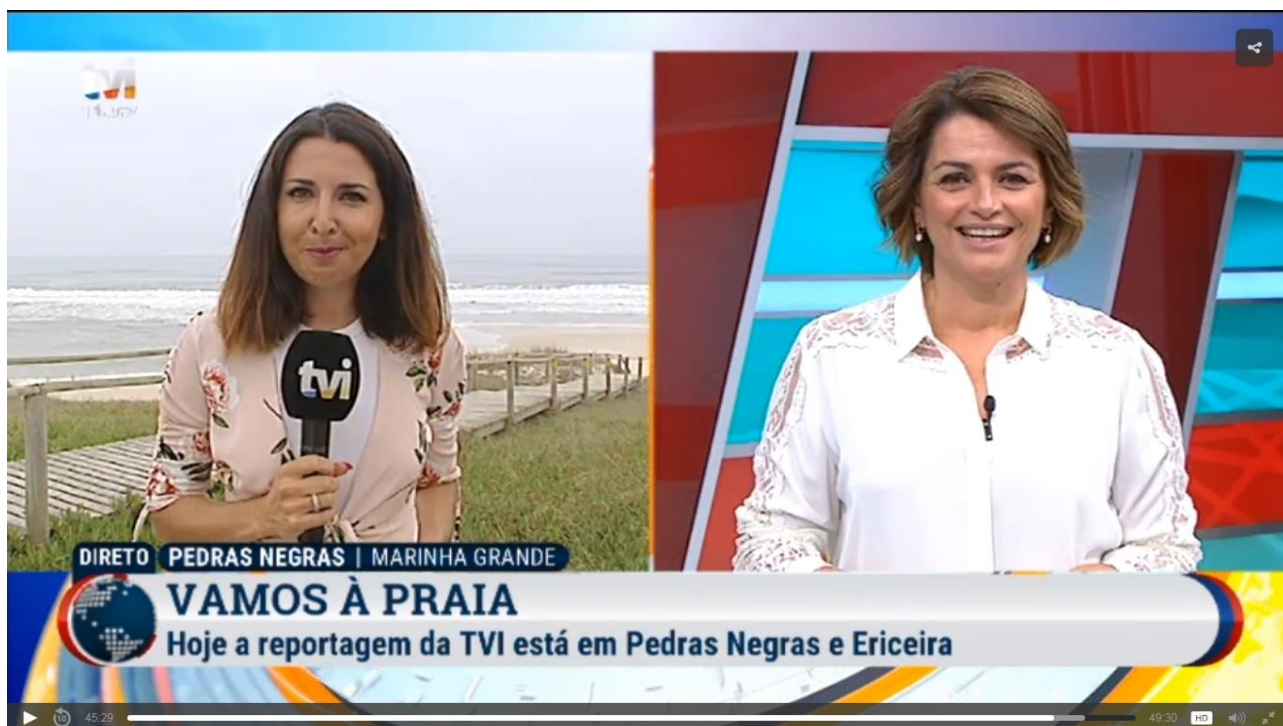 tvi
tvi
DIRETO PEDRAS NEGRAS | MARINHA GRANDE
VAMOS À PRAIA
Hoje a reportagem da TVI está em Pedras Negras e Ericeira
10 45:29 49:30 HD